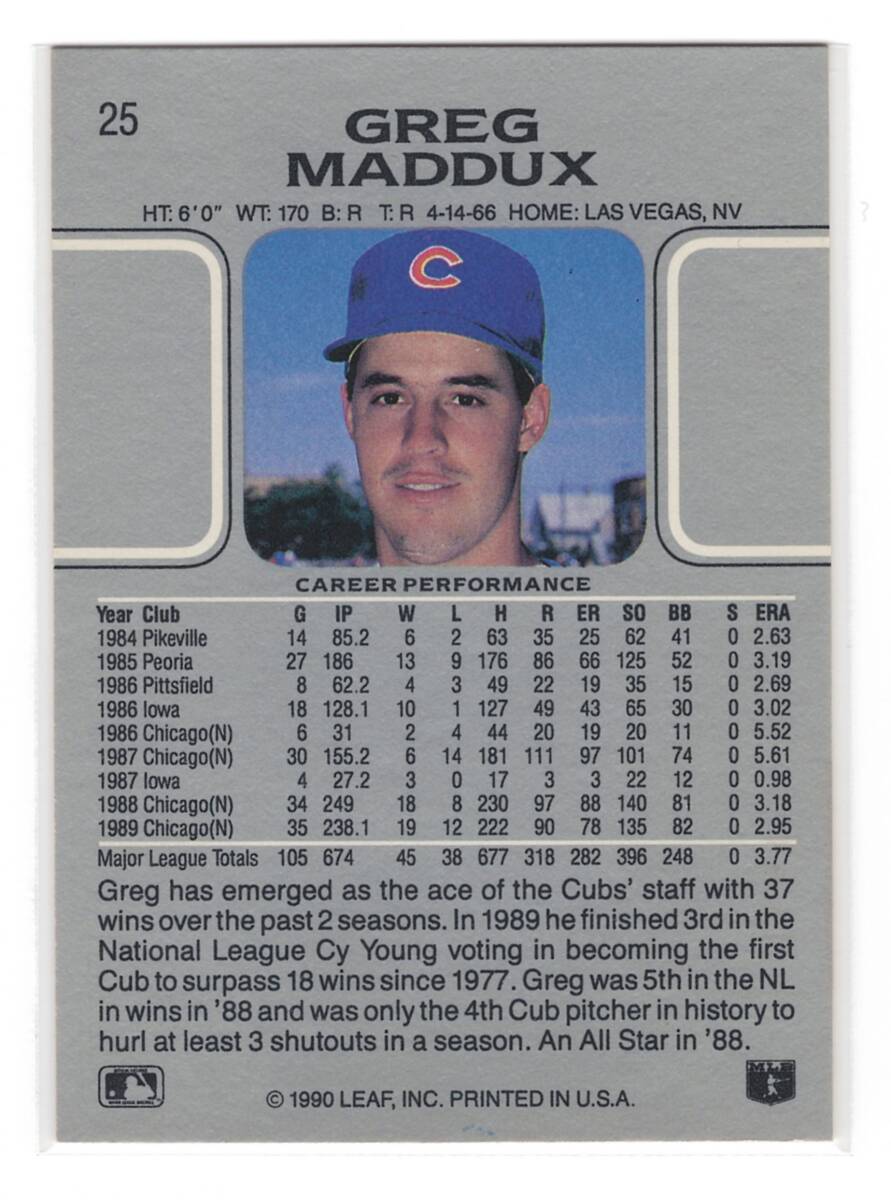 25
GREG
MADDUX
HT: 6'0" WT: 170 B: R T: R 4-14-66 HOME: LAS VEGAS, NV
C
CAREER PERFORMANCE
Year Club G IP W L H R ER SO BB S ERA
1984 Pikeville 14 85.2 6 2 63 35 25 62 41 0 2.63
1985 Peoria 27 186 13 9 176 86 66 125 52 0 3.19
1986 Pittsfield 8 62.2 4 3 49 22 19 35 15 0 2.69
1986 Iowa 18 128.1 10 1 127 49 43 65 30 0 3.02
1986 Chicago(N) 6 31 2 4 44 20 19 20 11 0 5.52
1987 Chicago(N) 30 155.2 6 14 181 111 97 101 74 0 5.61
1987 Iowa 4 27.2 3 0 17 3 3 22 12 0 0.98
1988 Chicago(N) 34 249 18 8 230 97 88 140 81 0 3.18
1989 Chicago(N) 35 238.1 19 12 222 90 78 135 82 0 2.95
Major League Totals 105 674 45 38 677 318 282 396 248 0 3.77
Greg has emerged as the ace of the Cubs' staff with 37
wins over the past 2 seasons. In 1989 he finished 3rd in the
National League Cy Young voting in becoming the first
Cub to surpass 18 wins since 1977. Greg was 5th in the NL
in wins in '88 and was only the 4th Cub pitcher in history to
hurl at least 3 shutouts in a season. An All Star in '88.
© 1990 LEAF, INC. PRINTED IN U.S.A.